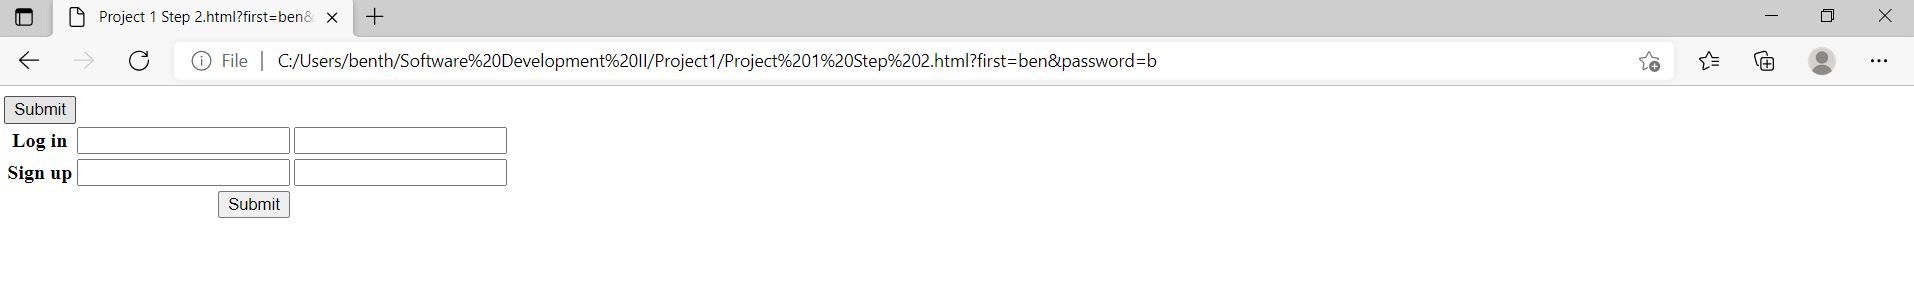 Project 1 Step 2.html?first=ben&
File
C:/Users/benth/Software%20Development%20II/Project1/Project%201%20Step%202.html?first=ben&password=b
Submit
Log in
Sign up
Submit